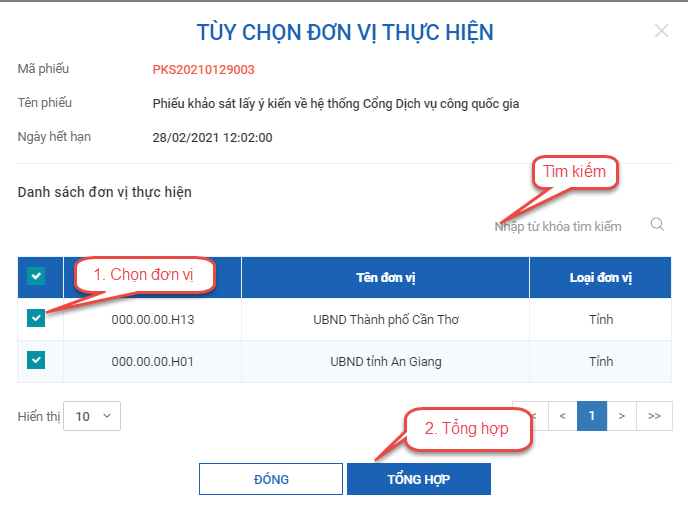 TÙY CHỌN ĐƠN VỊ THỰC HIỆN
Mã phiếu PKS20210129003
Tên phiếu Phiếu khảo sát lấy ý kiến về hệ thống Cổng Dịch vụ công quốc gia
Ngày hết hạn 28/02/2021 12:02:00
Tìm kiếm
Danh sách đơn vị thực hiện
Nhập từ khóa tìm kiếm
1. Chọn đơn vị Tên đơn vị Loại đơn vị
000.00.00.H13 UBND Thành phố Cần Thơ Tỉnh
000.00.00.H01 UBND tỉnh An Giang Tỉnh
Hiển thị 10 < < 1 > >>
2. Tổng hợp
ĐÓNG TỔNG HỢP